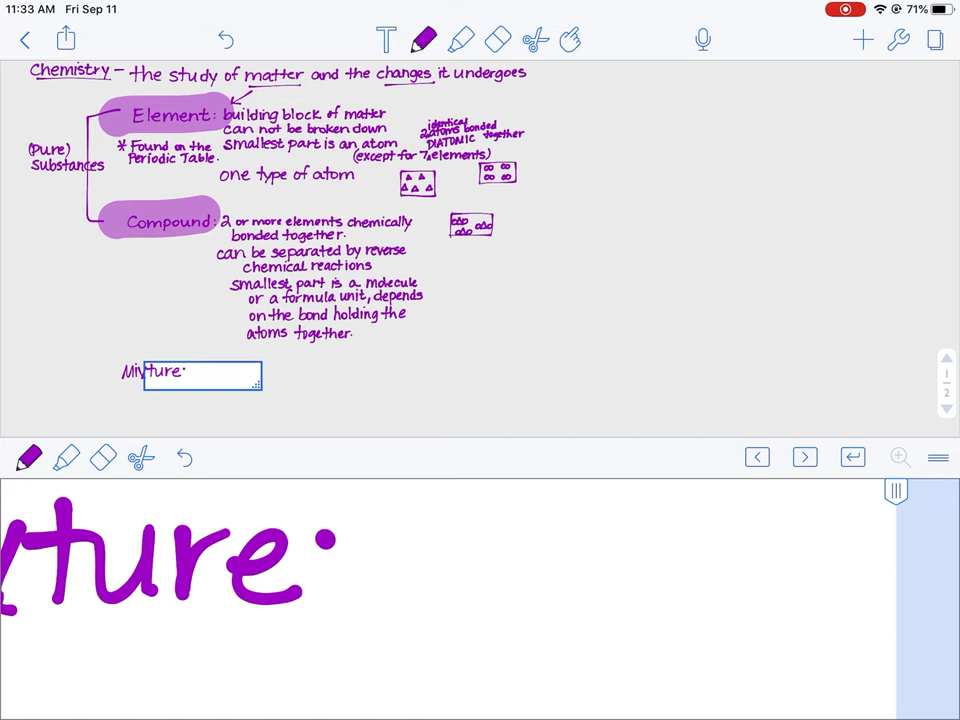 11:33 AM Fri Sep 11
71%
T
Chemistry - the study of matter and the changes it undergoes
Element: building block of matter
can not be broken down
smallest part is an atom
(except for 7 elements)
identical
2 atoms bonded
DIATONIC together
* Found on the
Periodic Table.
one type of atom
(Pure)
Substances
Compound: 2 or more elements chemically
bonded together.
can be separated by reverse
chemical reactions
smallest part is a molecule
or a formula unit, depends
on the bond holding the
atoms together.
Mixture.
1
2
xture.